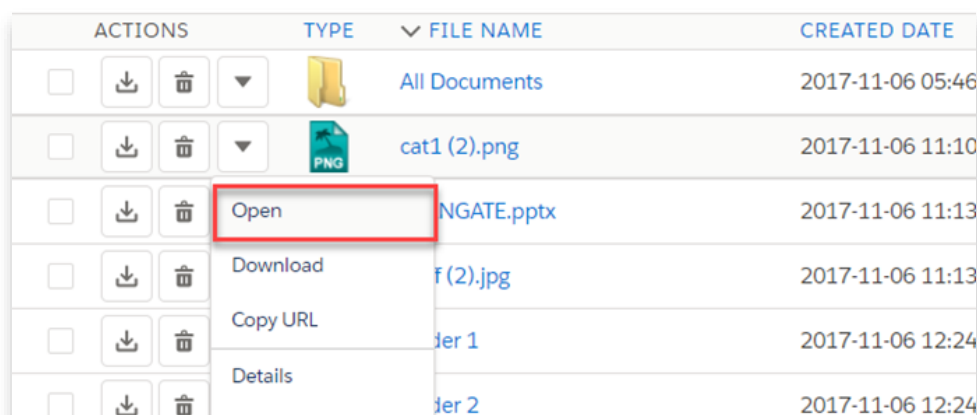 ACTIONS TYPE FILE NAME CREATED DATE
All Documents 2017-11-06 05:46
PNG cat1 (2).png 2017-11-06 11:10
Open NGATE.pptx 2017-11-06 11:13
f (2).jpg 2017-11-06 11:13
Download
Copy URL der 1 2017-11-06 12:24
Details
der 2 2017-11-06 12:24